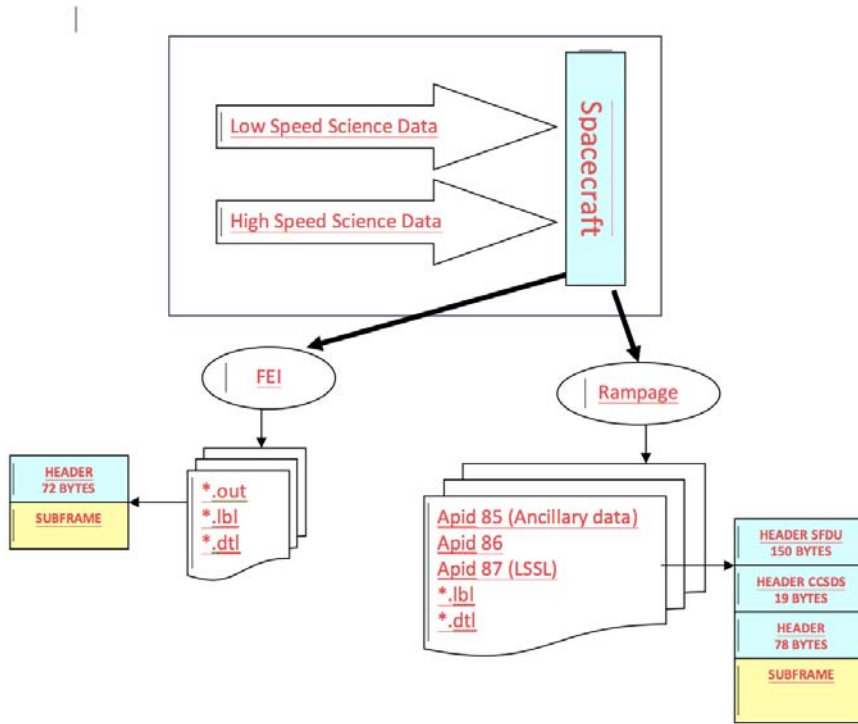 Low Speed Science Data
High Speed Science Data
Spacecraft
FEI
Rampage
HEADER
72 BYTES
SUBFRAME
*.out
*.lbl
*.dtl
Apid 85 (Ancillary data)
Apid 86
Apid 87 (LSSL)
*.lbl
*.dtl
HEADER SFDU
150 BYTES
HEADER CCSDS
19 BYTES
HEADER
78 BYTES
SUBFRAME